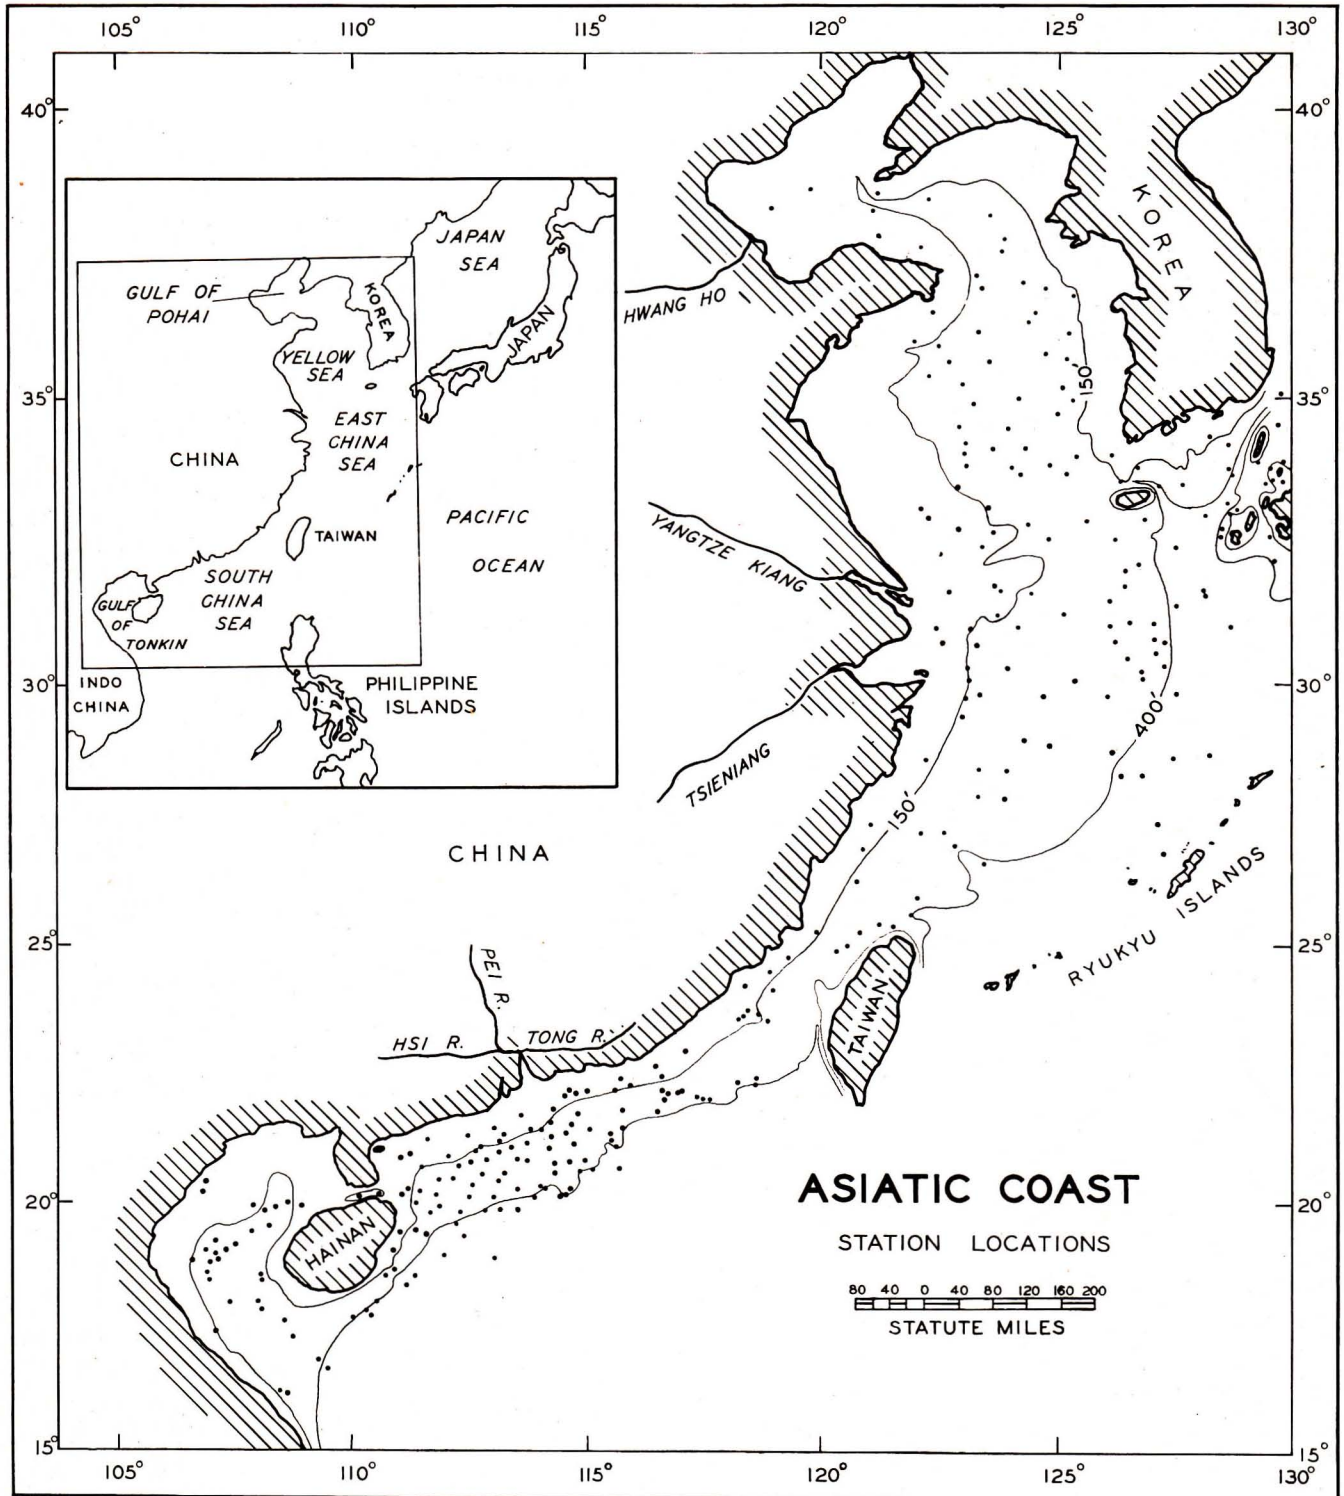 105° 110° 115° 120° 125° 130°
40° 40°
KOREA
JAPAN
SEA
GULF OF
POHAI
KOREA
JAPAN
HWANG HO
YELLOW
SEA
150'
35° 35°
EAST
CHINA
SEA
CHINA
PACIFIC
OCEAN
YANGTZE KIANG
TAIWAN
SOUTH
CHINA
SEA
GULF
OF
TONKIN
30° 30°
INDO
CHINA
PHILIPPINE
ISLANDS
400'
TSIENIANG
150'
CHINA
RYUKYU ISLANDS
25° 25°
PEI R.
TAIWAN
HSI R. TONG R.
ASIATIC COAST
20° 20°
HAINAN
STATION LOCATIONS
80 40 0 40 80 120 160 200
STATUTE MILES
15° 15°
105° 110° 115° 120° 125° 130°